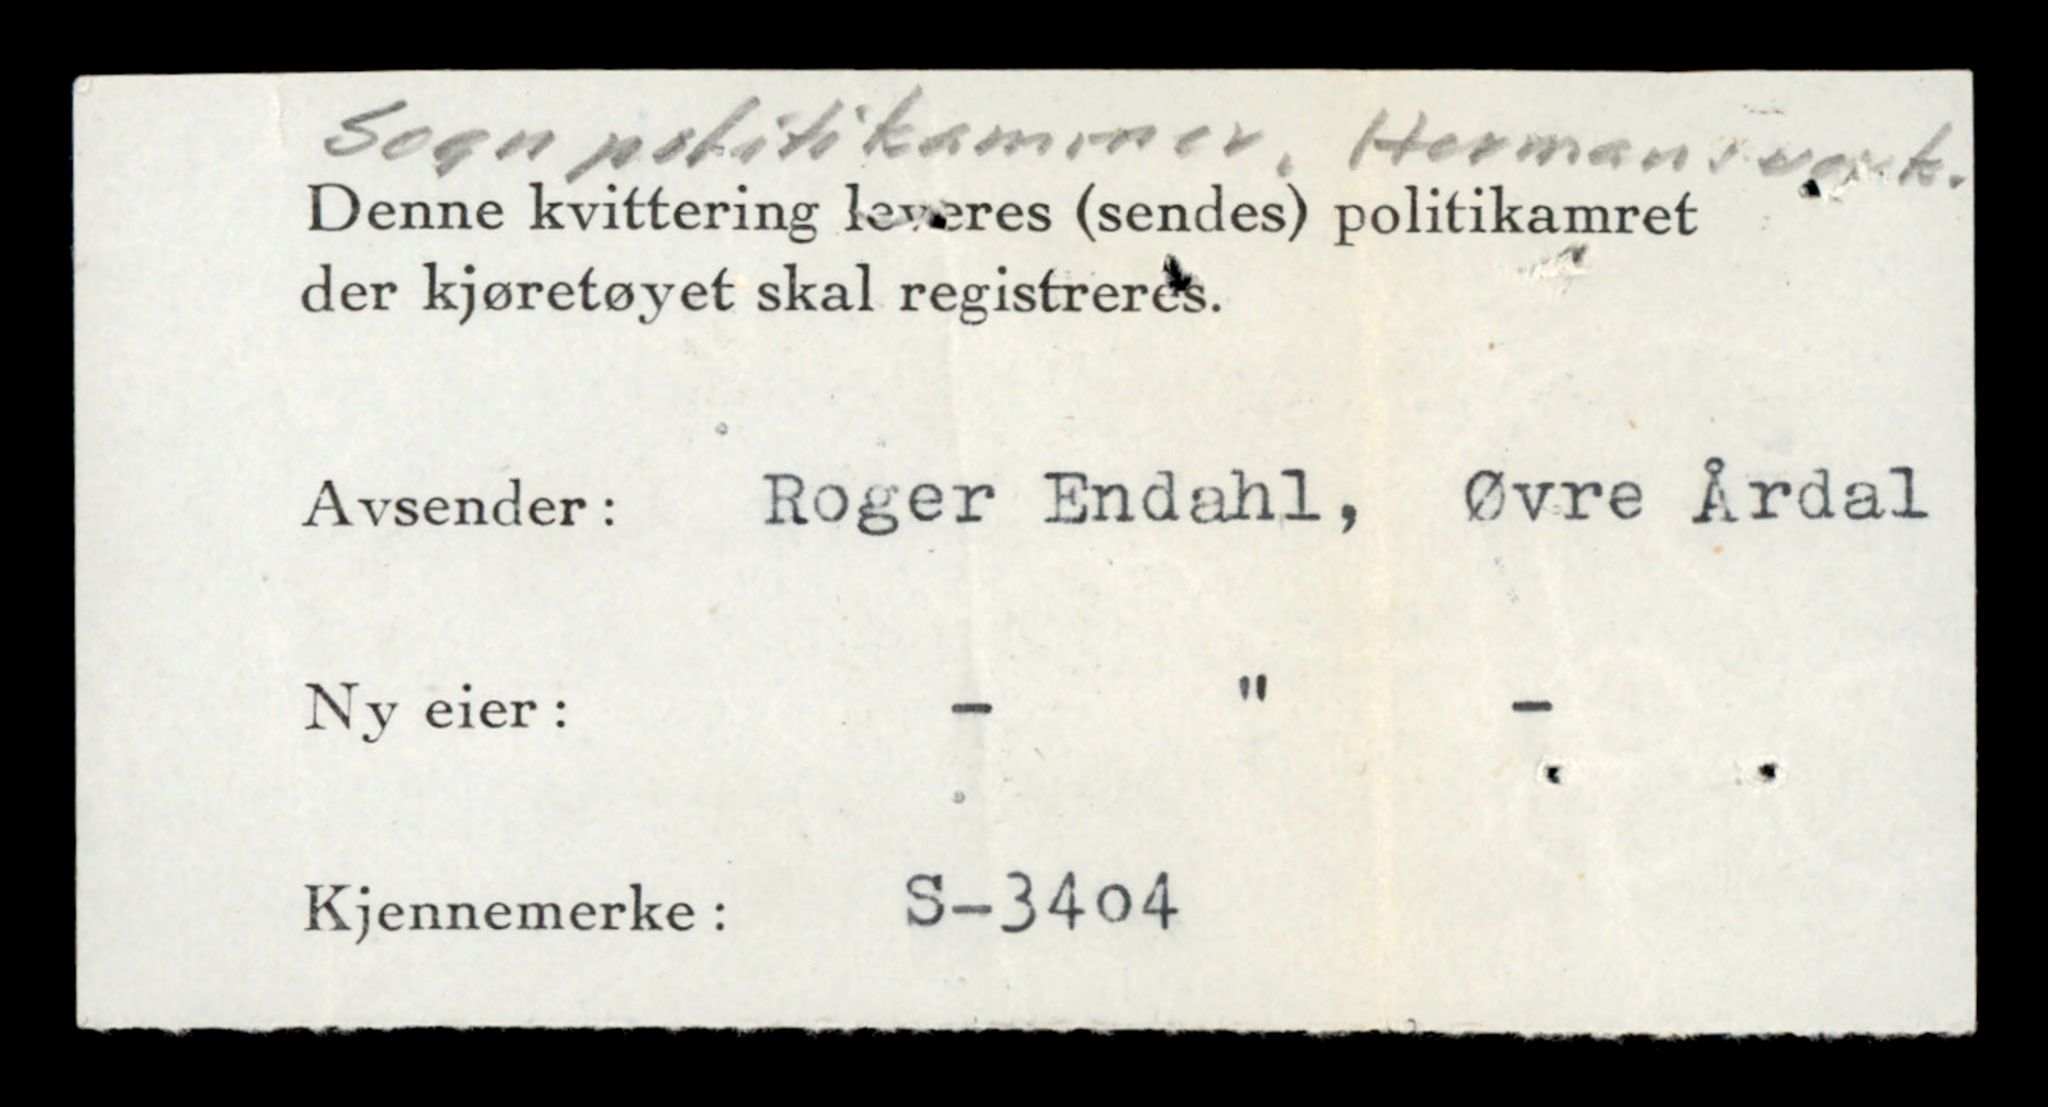 Sogn politikammer, Hermansverk.
Denne kvittering leveres (sendes) politikamret
der kjøretøyet skal registreres.
Avsender: Roger Endahl, Øvre Årdal
Ny eier: - " -
Kjennemerke: S-3404